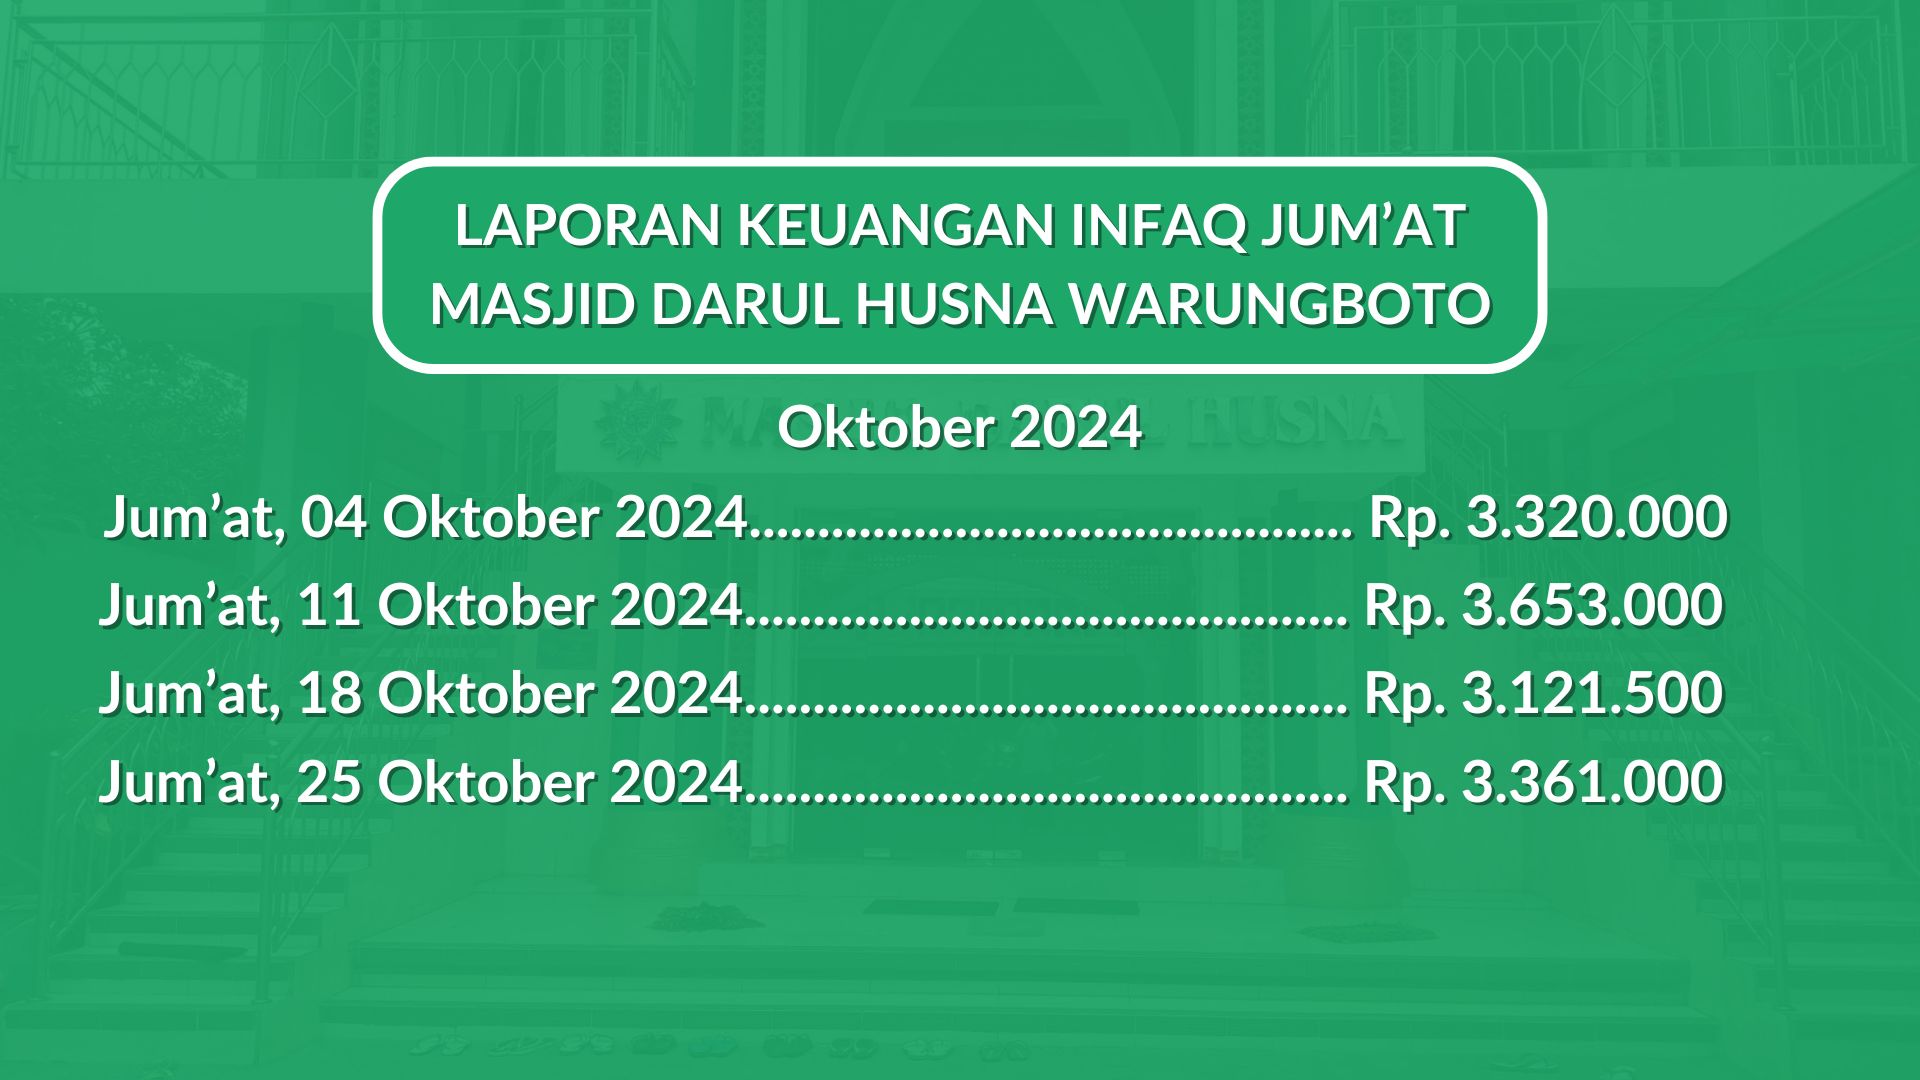 LAPORAN KEUANGAN INFAQ JUM’AT
MASJID DARUL HUSNA WARUNGBOTO
HUSNA
Oktober 2024
Jum’at, 04 Oktober 2024............................................ Rp. 3.320.000
Jum’at, 11 Oktober 2024............................................ Rp. 3.653.000
Jum’at, 18 Oktober 2024............................................ Rp. 3.121.500
Jum’at, 25 Oktober 2024............................................ Rp. 3.361.000